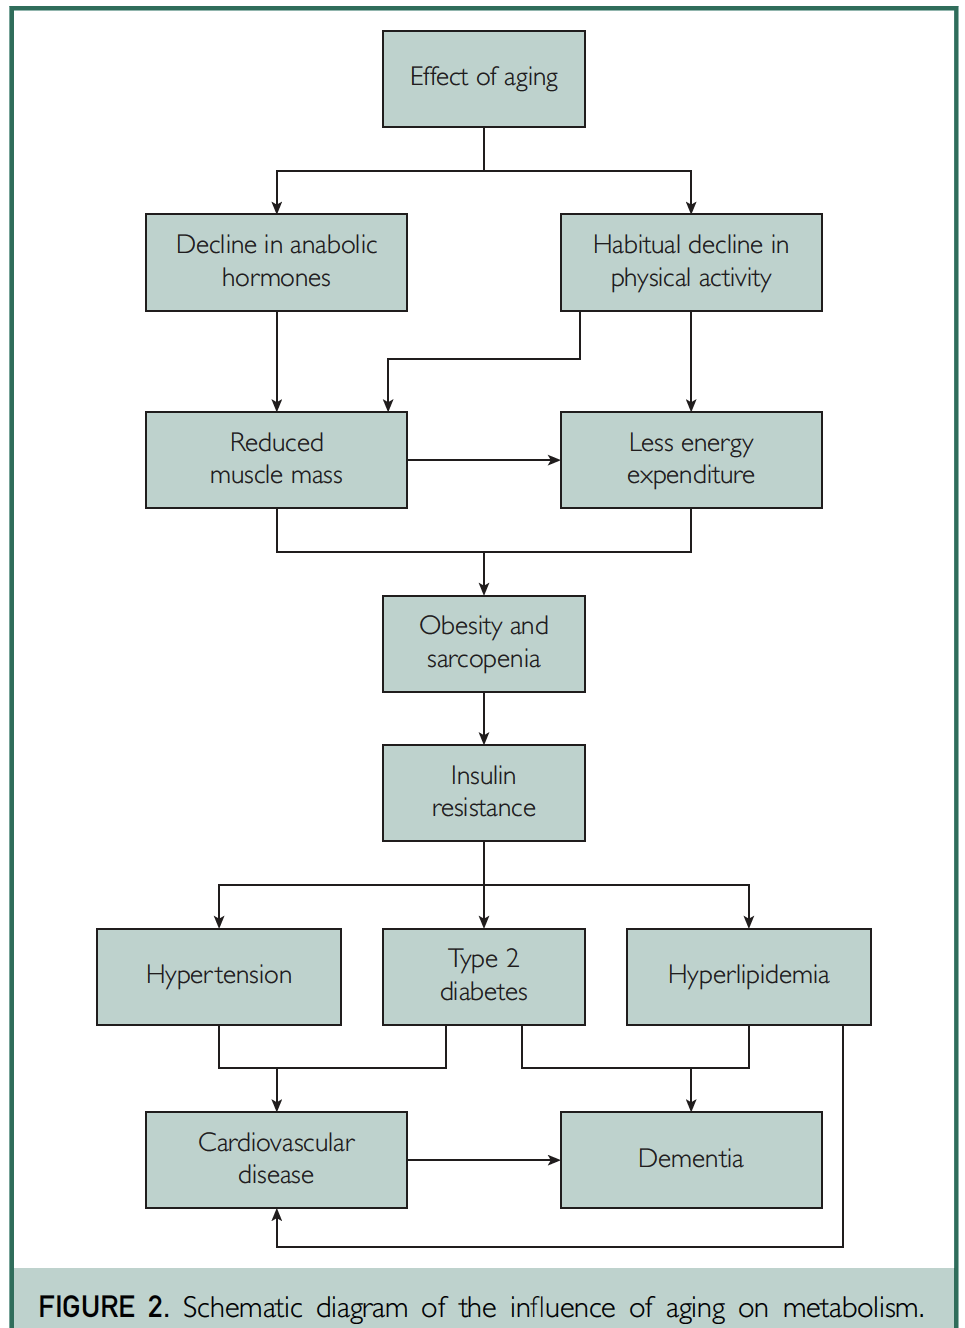 Effect of aging
Decline in anabolic
hormones
Habitual decline in
physical activity
Reduced
muscle mass
Less energy
expenditure
Obesity and
sarcopenia
Insulin
resistance
Hypertension
Type 2
diabetes
Hyperlipidemia
Cardiovascular
disease
Dementia
FIGURE 2. Schematic diagram of the influence of aging on metabolism.